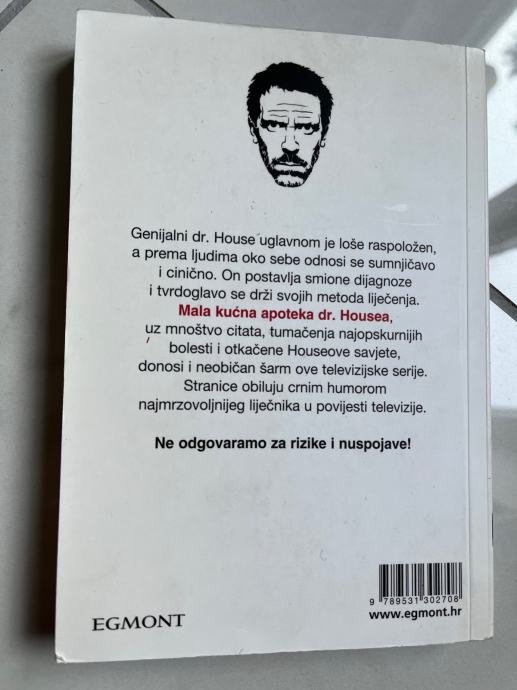 Genijalni dr. House uglavnom je loše raspoložen,
a prema ljudima oko sebe odnosi se sumnjičavo
i cinično. On postavlja smione dijagnoze
i tvrdoglavo se drži svojih metoda liječenja.
Mala kućna apoteka dr. Housea,
uz mnoštvo citata, tumačenja najopskurnijih
bolesti i otkačene Houseove savjete,
donosi i neobičan šarm ove televizijske serije.
Stranice obiluju crnim humorom
najmrzovoljnijeg liječnika u povijesti televizije.
Ne odgovaramo za rizike i nuspojave!
9 789531 302708
EGMONT
www.egmont.hr